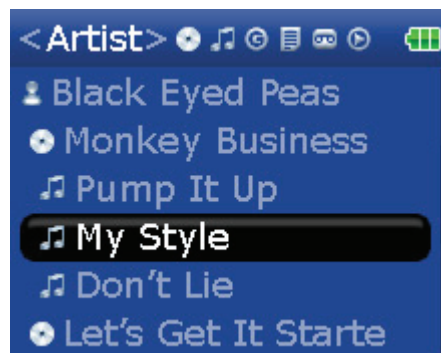 <Artist> G
Black Eyed Peas
Monkey Business
Pump It Up
My Style
Don't Lie
Let's Get It Starte